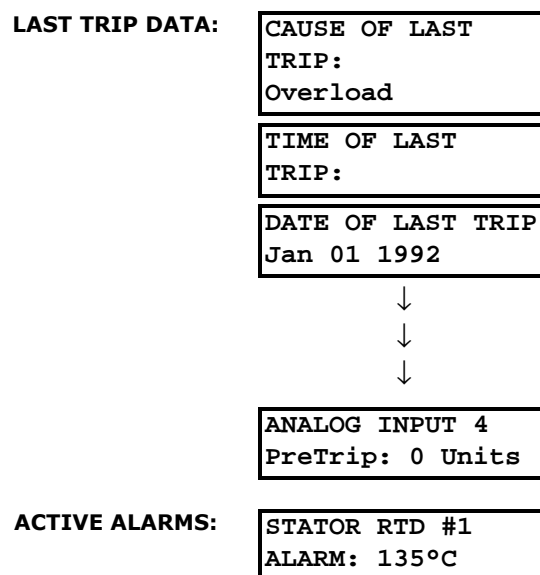 LAST TRIP DATA:
CAUSE OF LAST
TRIP:
Overload
TIME OF LAST
TRIP:
DATE OF LAST TRIP
Jan 01 1992
↓
↓
↓
ANALOG INPUT 4
PreTrip: 0 Units
ACTIVE ALARMS:
STATOR RTD #1
ALARM: 135°C